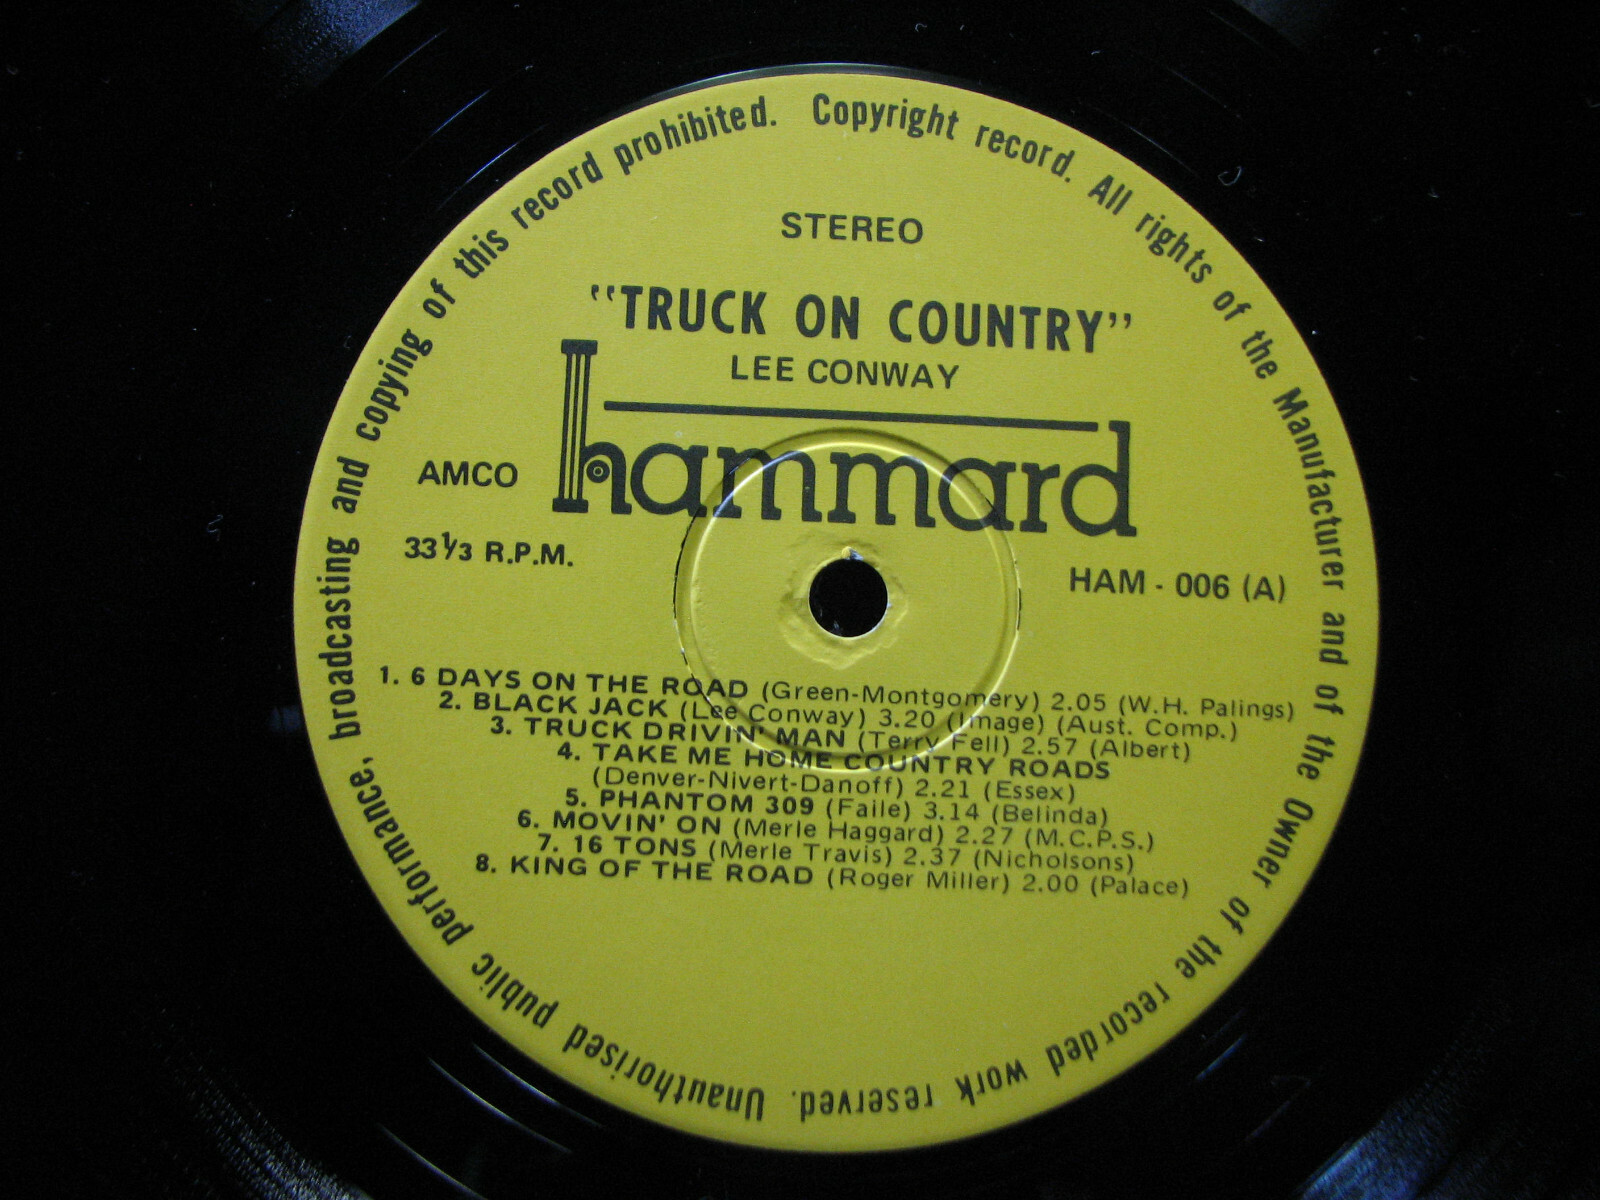 Copyright record. All rights of the Manufacturer and of the Owner of the recorded work reserved. Unauthorised public performance, broadcasting and copying of this record prohibited.
STEREO
"TRUCK ON COUNTRY"
LEE CONWAY
hammard
AMCO
33 1/3 R.P.M.
HAM - 006 (A)
1. 6 DAYS ON THE ROAD (Green-Montgomery) 2.05 (W.H. Palings)
2. BLACK JACK (Lee Conway) 3.20 (Image) (Aust. Comp.)
3. TRUCK DRIVIN' MAN (Terry Fell) 2.57 (Albert)
4. TAKE ME HOME COUNTRY ROADS
(Denver-Nivert-Danoff) 2.21 (Essex)
5. PHANTOM 309 (Faile) 3.14 (Belinda)
6. MOVIN' ON (Merle Haggard) 2.27 (M.C.P.S.)
7. 16 TONS (Merle Travis) 2.37 (Nicholsons)
8. KING OF THE ROAD (Roger Miller) 2.00 (Palace)